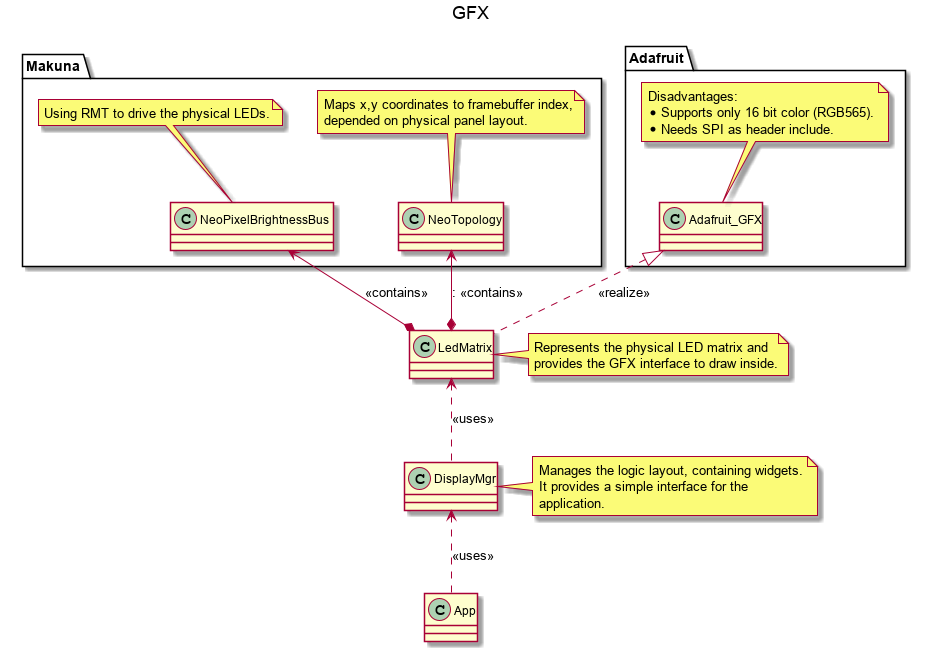 GFX
Makuna
Using RMT to drive the physical LEDs.
Maps x,y coordinates to framebuffer index,
depended on physical panel layout.
C NeoPixelBrightnessBus
C NeoTopology
Adafruit
Disadvantages:
• Supports only 16 bit color (RGB565).
• Needs SPI as header include.
C Adafruit_GFX
«contains»
: «contains»
«realize»
C LedMatrix
Represents the physical LED matrix and
provides the GFX interface to draw inside.
«uses»
C DisplayMgr
Manages the logic layout, containing widgets.
It provides a simple interface for the
application.
«uses»
C App